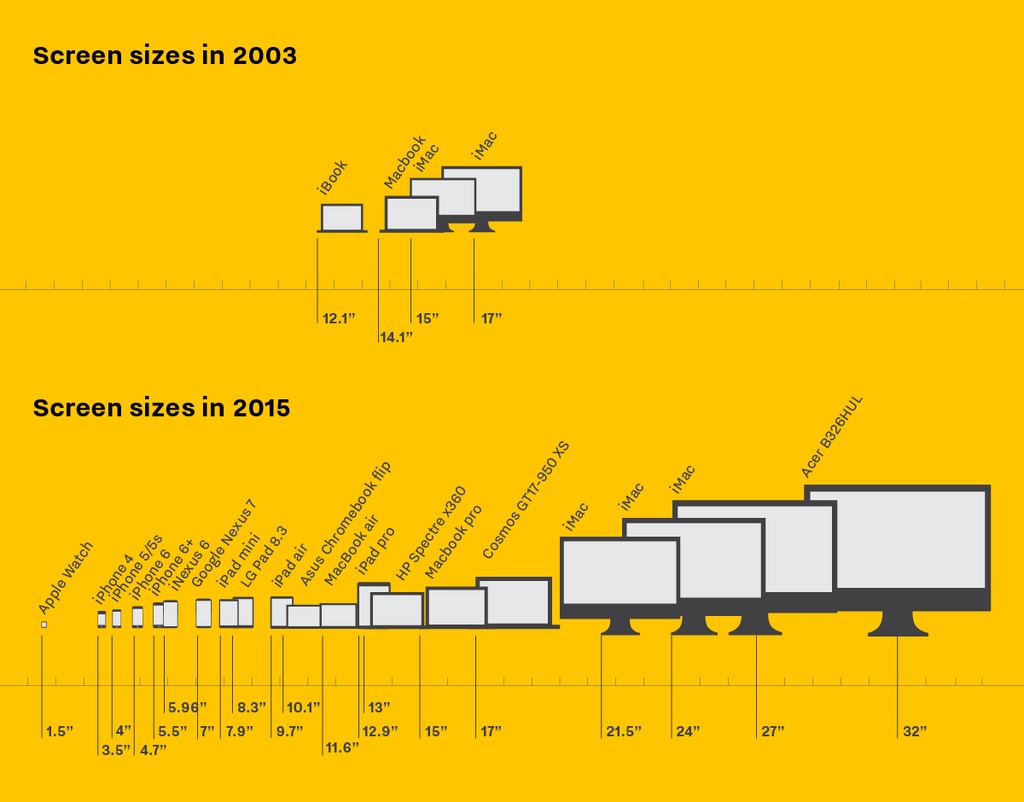 Screen sizes in 2003
iBook
Macbook
iMac
iMac
12.1”
14.1”
15”
17”
Screen sizes in 2015
Apple Watch
iPhone 4
iPhone 5/5s
iPhone 6
iPhone 6+
iNexus 6
Google Nexus 7
iPad mini
LG Pad 8.3
iPad air
Asus Chromebook flip
MacBook air
iPad pro
HP Spectre x360
Macbook pro
Cosmos GT17-950 XS
iMac
iMac
iMac
Acer B326HUL
5.96”
8.3”
10.1”
13”
1.5”
4”
5.5”
7”
7.9”
9.7”
12.9”
15”
17”
21.5”
24”
27”
32”
3.5”
4.7”
11.6”